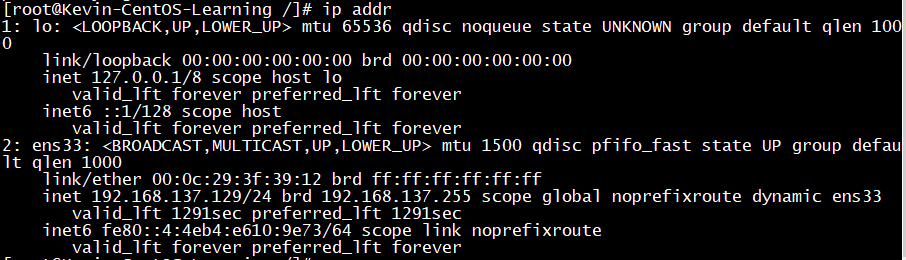 [root@Kevin-CentOS-Learning /]# ip addr
1: lo: <LOOPBACK,UP,LOWER_UP> mtu 65536 qdisc noqueue state UNKNOWN group default qlen 100
0
    link/loopback 00:00:00:00:00:00 brd 00:00:00:00:00:00
    inet 127.0.0.1/8 scope host lo
       valid_lft forever preferred_lft forever
    inet6 ::1/128 scope host
       valid_lft forever preferred_lft forever
2: ens33: <BROADCAST,MULTICAST,UP,LOWER_UP> mtu 1500 qdisc pfifo_fast state UP group defau
lt qlen 1000
    link/ether 00:0c:29:3f:39:12 brd ff:ff:ff:ff:ff:ff
    inet 192.168.137.129/24 brd 192.168.137.255 scope global noprefixroute dynamic ens33
       valid_lft 1291sec preferred_lft 1291sec
    inet6 fe80::4:4eb4:e610:9e73/64 scope link noprefixroute
       valid_lft forever preferred_lft forever